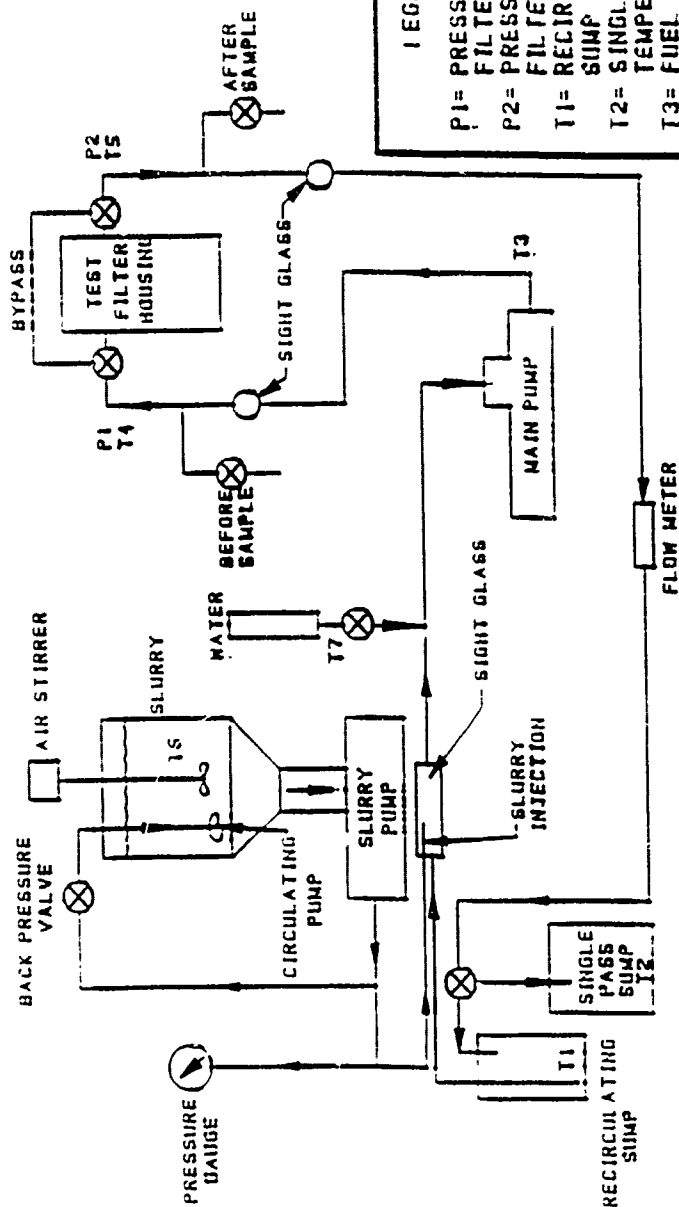 AIR STIRRER
BACK PRESSURE
VALVE
SLURRY
T6
CIRCULATING
PUMP
PRESSURE
GAUGE
SLURRY
PUMP
WATER
T7
SIGHT GLASS
SLURRY
INJECTION
RECIRCULATING
SUMP
T1
SINGLE
PASS
SUMP
T2
BYPASS
TEST
FILTER
HOUSING
P1
T4
P2
T5
BEFORE
SAMPLE
AFTER
SAMPLE
SIGHT GLASS
T3
MAIN PUMP
FLOW METER
LEG
P1= PRESS
FILTE
P2= PRESS
FILTE
T1= RECIR
SUMP
T2= SINGL
TEMPE
T3= FUEL